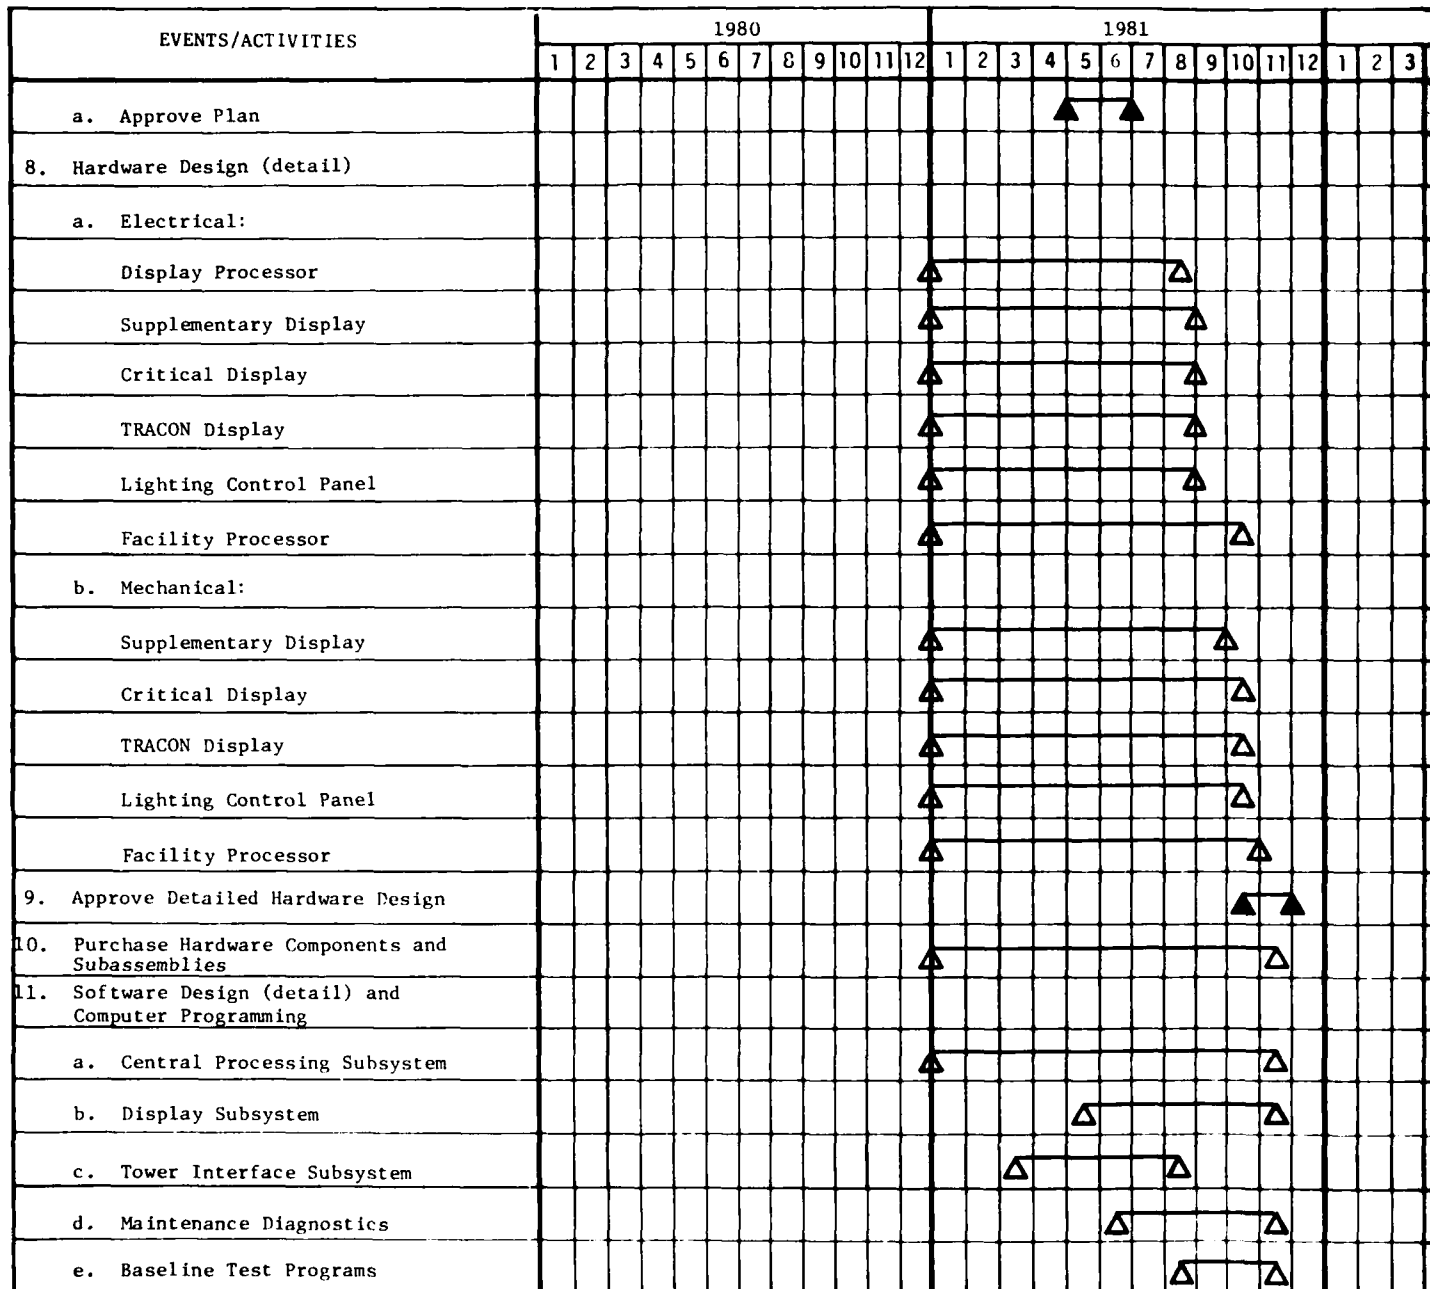 EVENTS/ACTIVITIES
1980 1981
1 2 3 4 5 6 7 8 9 10 11 12 1 2 3 4 5 6 7 8 9 10 11 12 1 2 3
a. Approve Plan
8. Hardware Design (detail)
a. Electrical:
Display Processor
Supplementary Display
Critical Display
TRACON Display
Lighting Control Panel
Facility Processor
b. Mechanical:
Supplementary Display
Critical Display
TRACON Display
Lighting Control Panel
Facility Processor
9. Approve Detailed Hardware Design
10. Purchase Hardware Components and
Subassemblies
11. Software Design (detail) and
Computer Programming
a. Central Processing Subsystem
b. Display Subsystem
c. Tower Interface Subsystem
d. Maintenance Diagnostics
e. Baseline Test Programs